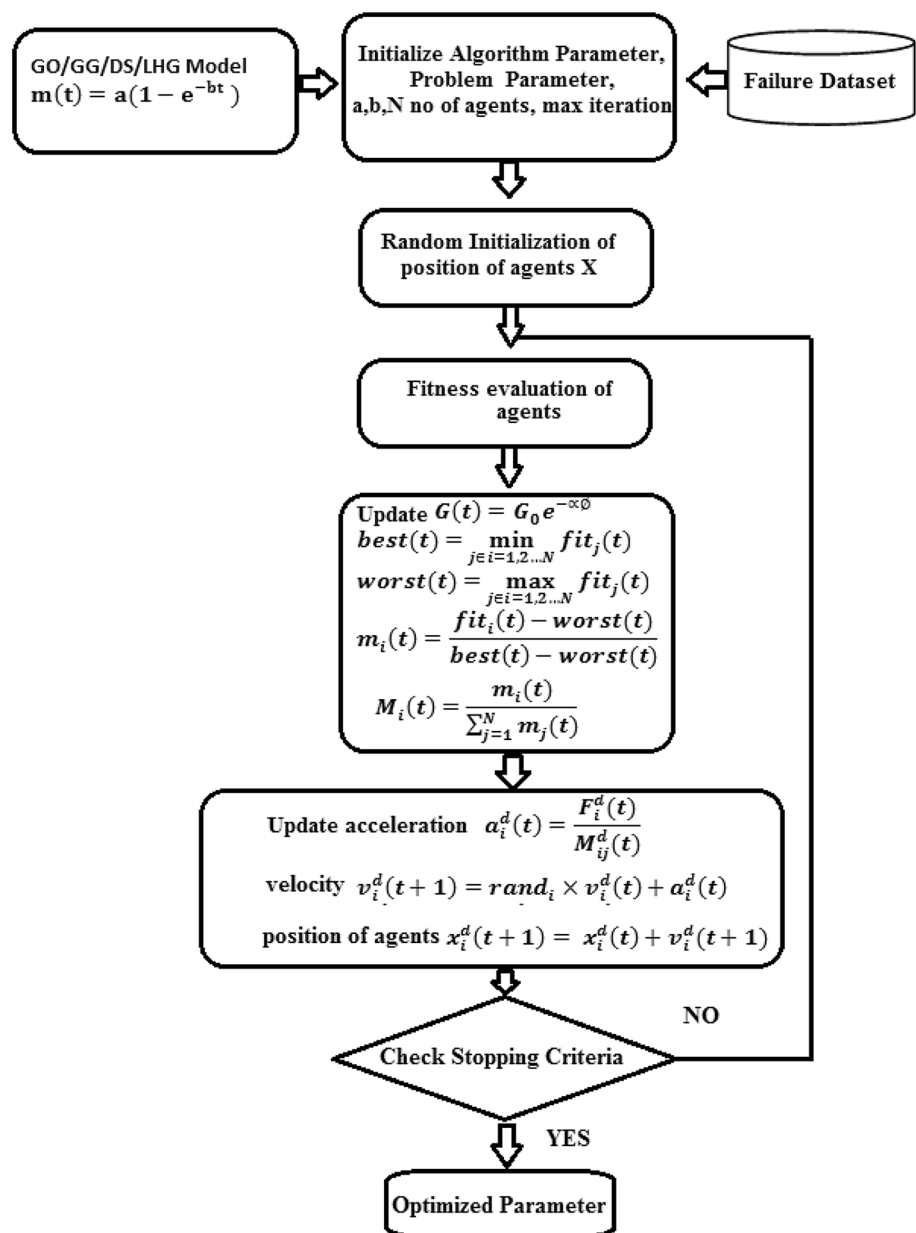 GO/GG/DS/LHG Model
m(t) = a(1 − e^{−bt} )
Initialize Algorithm Parameter,
Problem Parameter,
a,b,N no of agents, max iteration
Failure Dataset
Random Initialization of
position of agents X
Fitness evaluation of
agents
Update G(t) = G_0 e^{−∝∅}
best(t) = min_{j∈i=1,2…N} fit_j(t)
worst(t) = max_{j∈i=1,2…N} fit_j(t)
m_i(t) = \frac{fit_i(t) − worst(t)}{best(t) − worst(t)}
M_i(t) = \frac{m_i(t)}{∑_{j=1}^{N} m_j(t)}
Update acceleration a_i^d(t) = \frac{F_i^d(t)}{M_{ij}^d(t)}
velocity v_i^d(t + 1) = rand_i × v_i^d(t) + a_i^d(t)
position of agents x_i^d(t + 1) = x_i^d(t) + v_i^d(t + 1)
NO
Check Stopping Criteria
YES
Optimized Parameter